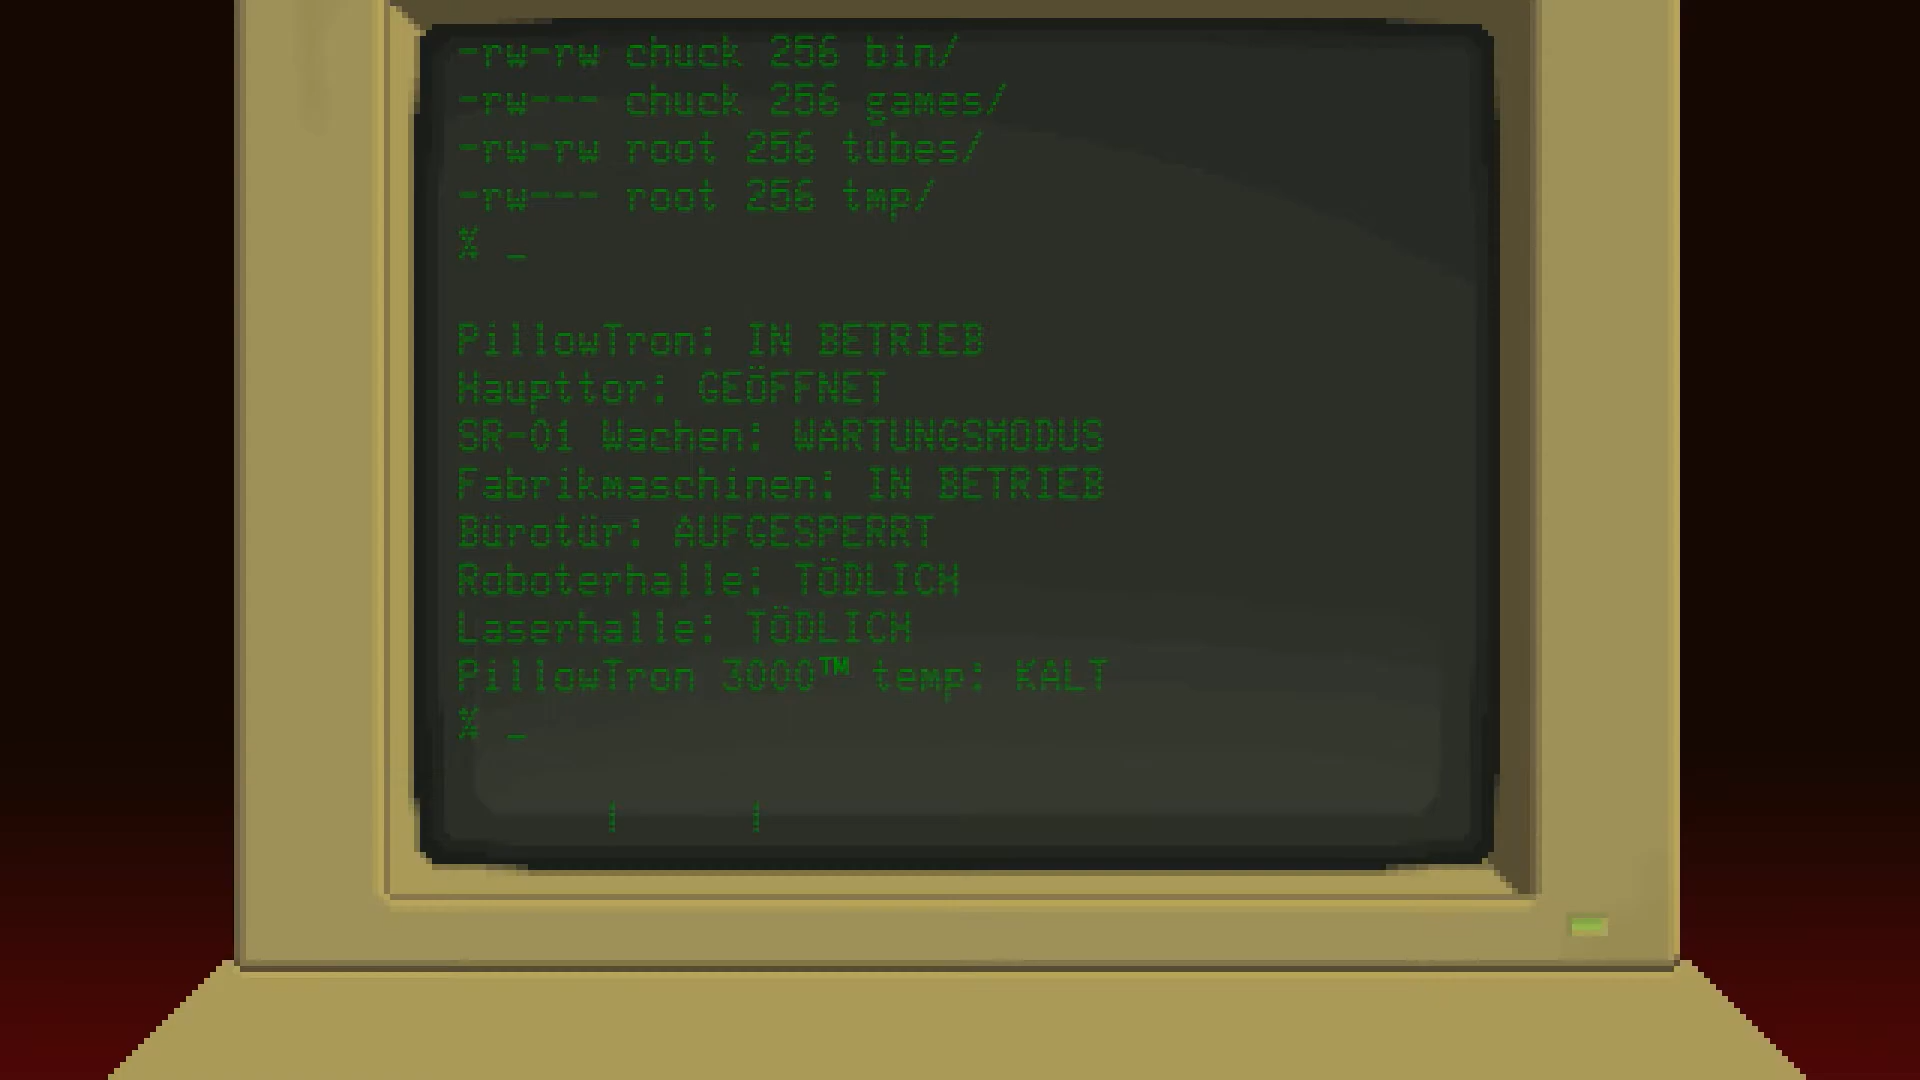 -rw-rw chuck 256 bin/
-rw--- chuck 256 games/
-rw-rw root 256 tubes/
-rw--- root 256 tmp/
% _
PillowTron: IN BETRIEB
Haupttor: GEÖFFNET
SR-01 Wachen: WARTUNGSMODUS
Fabrikmaschinen: IN BETRIEB
Bürotür: AUFGESPERRT
Roboterhalle: TÖDLICH
Laserhalle: TÖDLICH
PillowTron 3000™ temp: KALT
% _